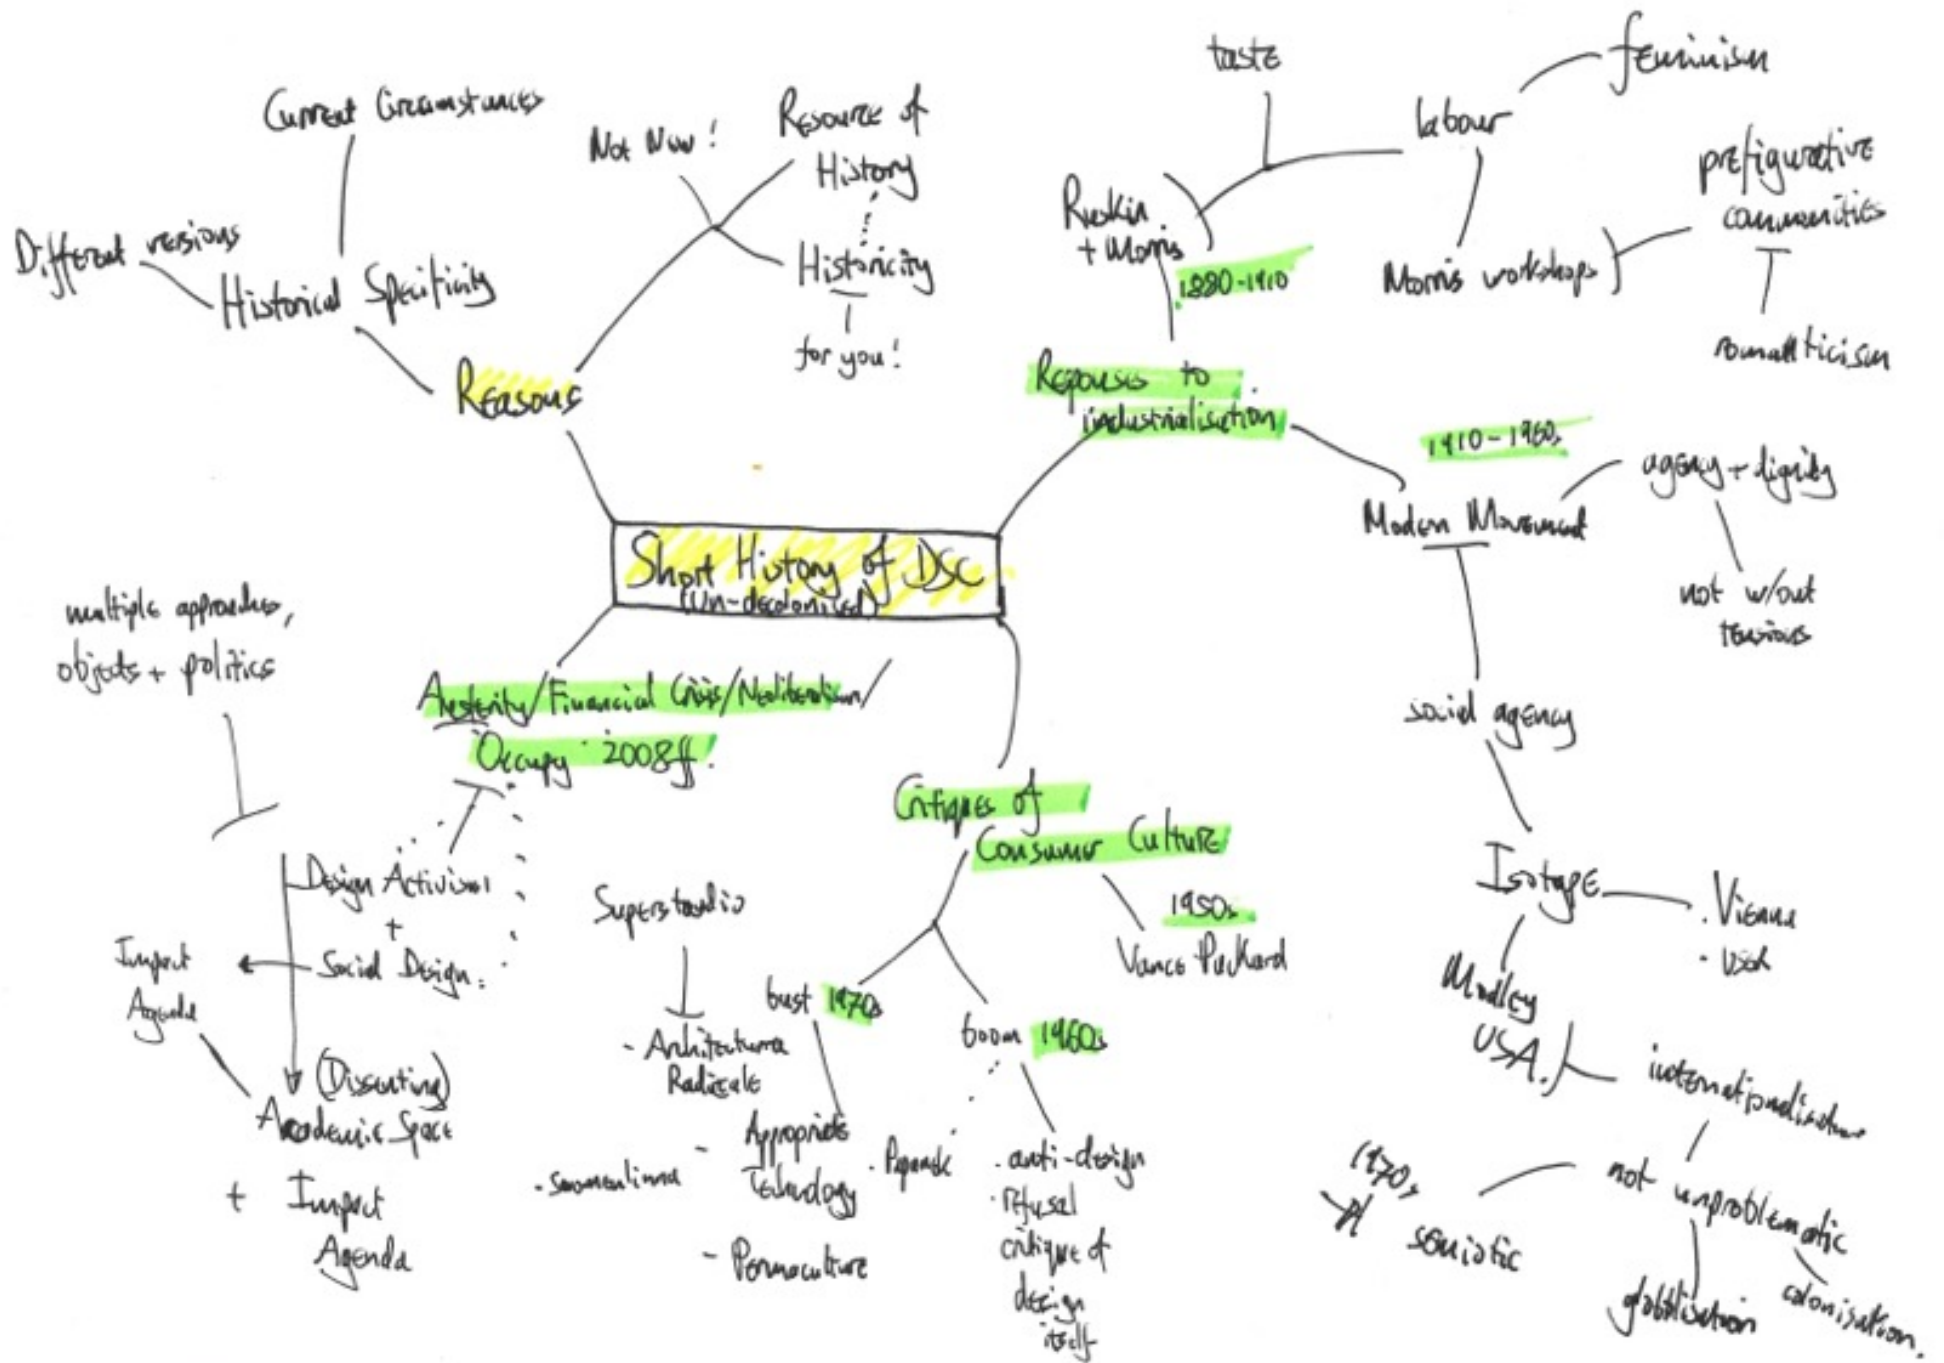 Short History of DSC
(Un-decolonised)
Reasons
Historical Specificity
Different versions
Current Circumstances
Not Now!
Resource of
History
Historicity
for you!
Reponses to
industrialisation
Ruskin
+ Morris
1880-1910
taste
labour
feminism
Morris workshops
prefigurative
communities
romanticism
1910-1960s
Modern Movement
agency + dignity
not w/out
tensions
social agency
Isotype
. Vienna
. USSR
Modley
USA.
internationalisation
not unproblematic
1970s
semiotic
globalisation
colonisation.
Critiques of
Consumer Culture
1950s
Vance Packard
bust 1970s
boom 1960s
Superstudio
- Architettura
Radicale
- Appropriate
Technology
- Permaculture
. Papanek
. anti-design
. refusal
critique of
design
itself
Austerity/Financial Crisis/Neoliberalism/
Occupy 2008ff.
multiple approaches,
objects + politics
Design Activism
+
Social Design
Impact
Agenda
(Dissenting)
Academic Space
+ Impact
Agenda